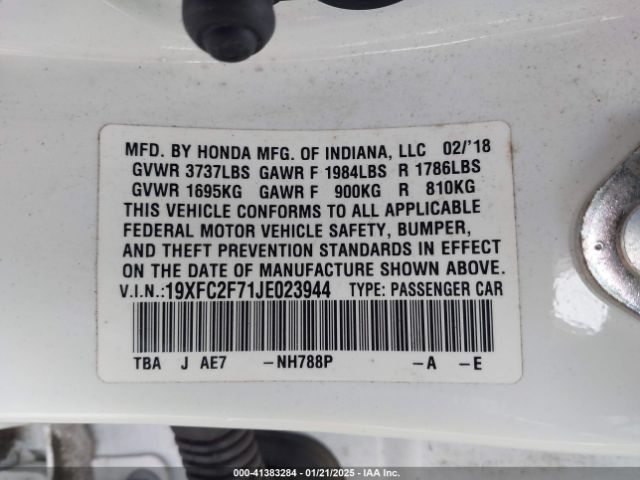 MFD. BY HONDA MFG. OF INDIANA, LLC 02/'18
GVWR 3737LBS GAWR F 1984LBS R 1786LBS
GVWR 1695KG GAWR F 900KG R 810KG
THIS VEHICLE CONFORMS TO ALL APPLICABLE
FEDERAL MOTOR VEHICLE SAFETY, BUMPER,
AND THEFT PREVENTION STANDARDS IN EFFECT
ON THE DATE OF MANUFACTURE SHOWN ABOVE.
V.I.N.:19XFC2F71JE023944 TYPE: PASSENGER CAR
TBA J AE7 -NH788P -A -E
000-41383284 - 01/21/2025 - IAA Inc.